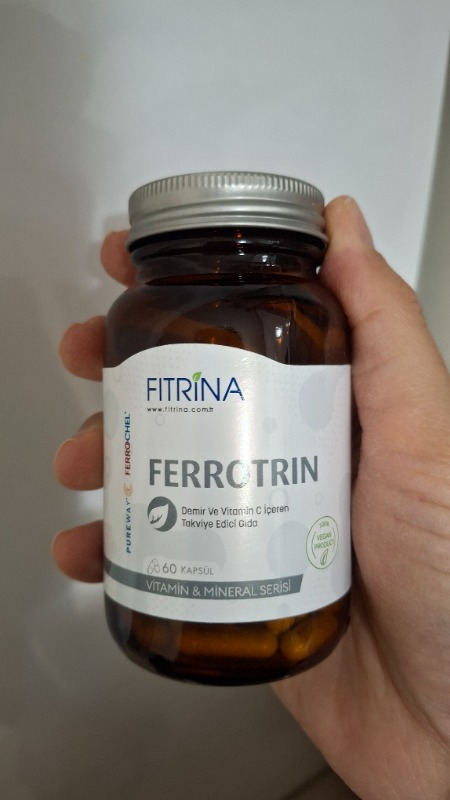 FITRINA
www.fitrina.com.tr
PUREWAY FERROCHEL®
FERROTRIN
Demir Ve Vitamin C İçeren
Takviye Edici Gıda
VEGAN
PRODUCT
60 KAPSÜL
VİTAMİN & MİNERAL SERİSİ